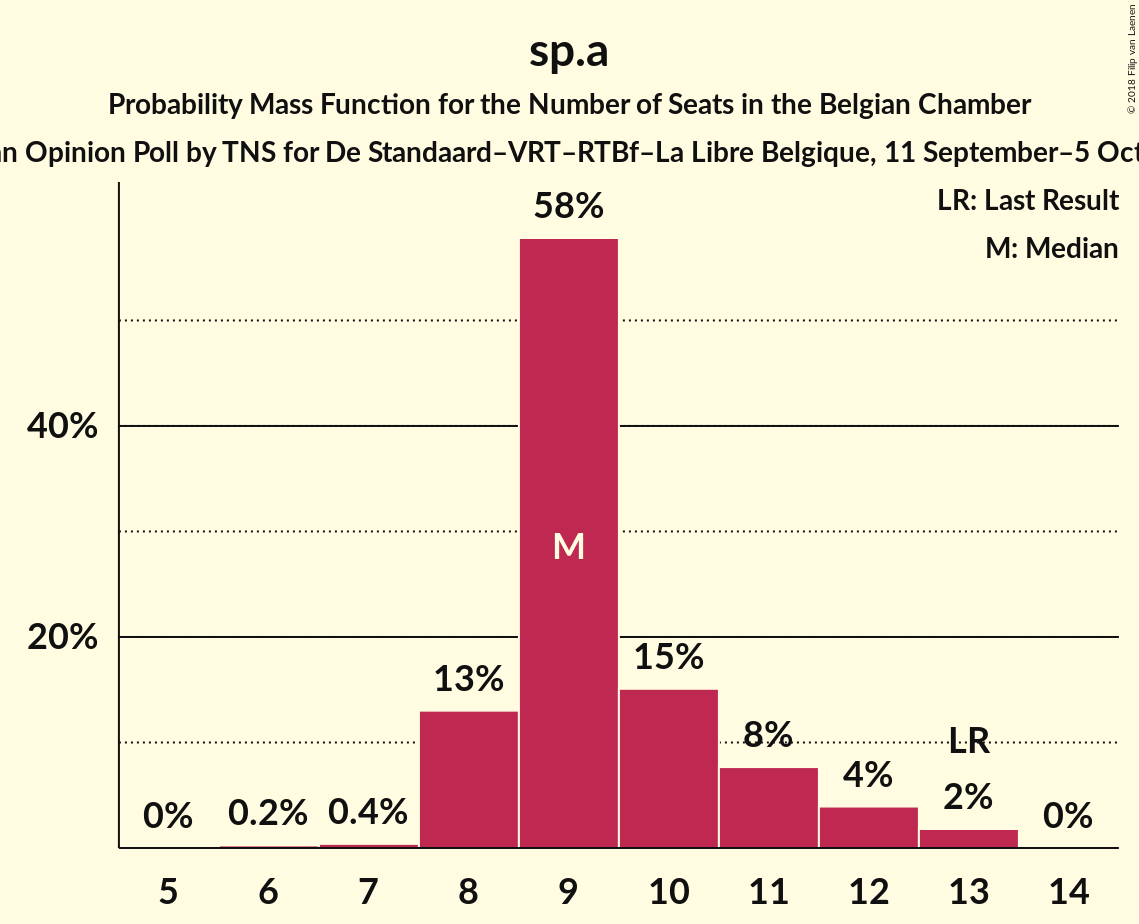 sp.a
Probability Mass Function for the Number of Seats in the Belgian Chamber
Opinion Poll by TNS for De Standaard–VRT–RTBf–La Libre Belgique, 11 September–5
© 2018 Filip van Laenen
LR: Last Result
M: Median
58%
40%
M
20%
15%
13%
8%
LR
4%
2%
0% 0.2% 0.4% 0%
5 6 7 8 9 10 11 12 13 14